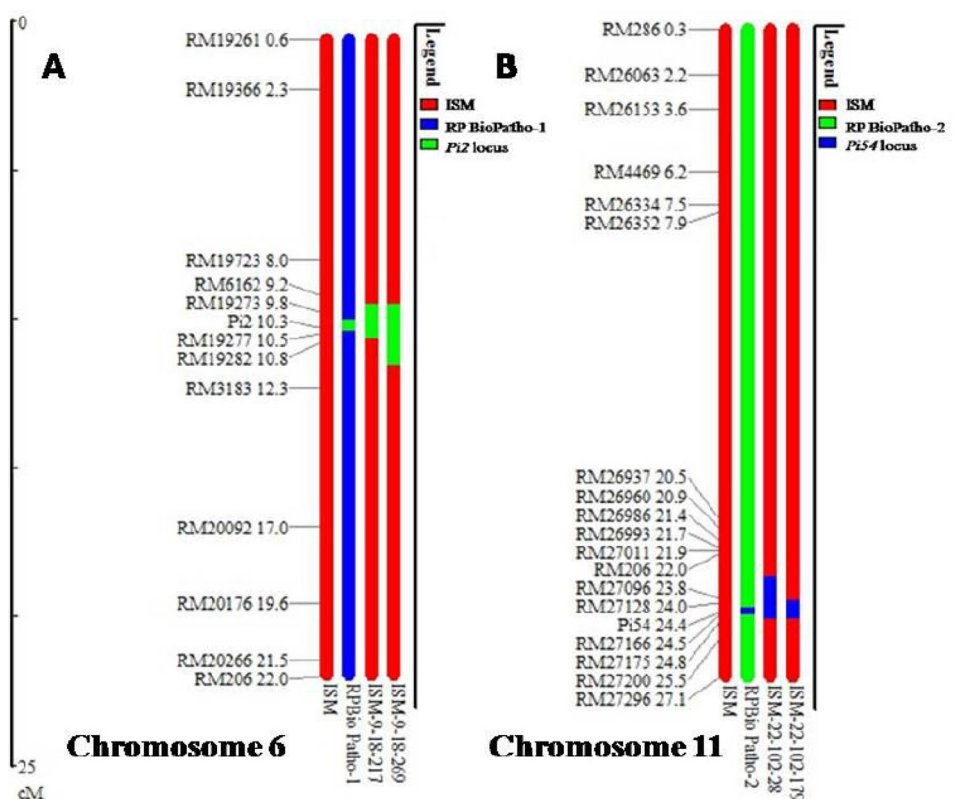 0
25
cM
A
RM19261 0.6
RM19366 2.3
RM19723 8.0
RM6162 9.2
RM19273 9.8
Pi2 10.3
RM19277 10.5
RM19282 10.8
RM3183 12.3
RM20092 17.0
RM20176 19.6
RM20266 21.5
RM206 22.0
ISM
RPBio Patho-1
ISM-9-18-217
ISM-9-18-269
Legend
ISM
RP BioPatho-1
Pi2 locus
Chromosome 6
B
RM286 0.3
RM26063 2.2
RM26153 3.6
RM4469 6.2
RM26334 7.5
RM26352 7.9
RM26937 20.5
RM26960 20.9
RM26986 21.4
RM26993 21.7
RM27011 21.9
RM206 22.0
RM27096 23.8
RM27128 24.0
Pi54 24.4
RM27166 24.5
RM27175 24.8
RM27200 25.5
RM27296 27.1
ISM
RPBio Patho-2
ISM-22-102-28
Legend
ISM
RP BioPatho-2
Pi54 locus
Chromosome 11